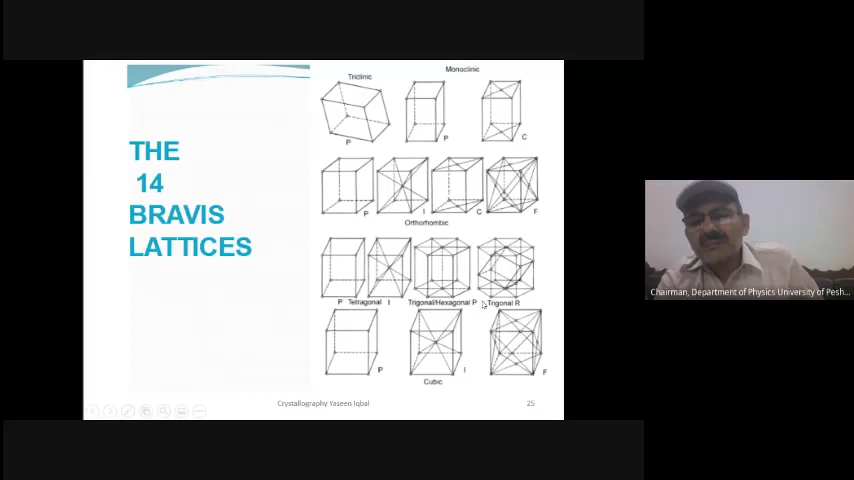 Monoclinic
Triclinic
P
P
C
THE
14
BRAVIS
LATTICES
P
I
C
F
Orthorhombic
P Tetragonal I Trigonal/Hexagonal P Trigonal R
P
I
F
Cubic
Crystallography Yaseen Iqbal
25
Chairman, Department of Physics University of Pesh...